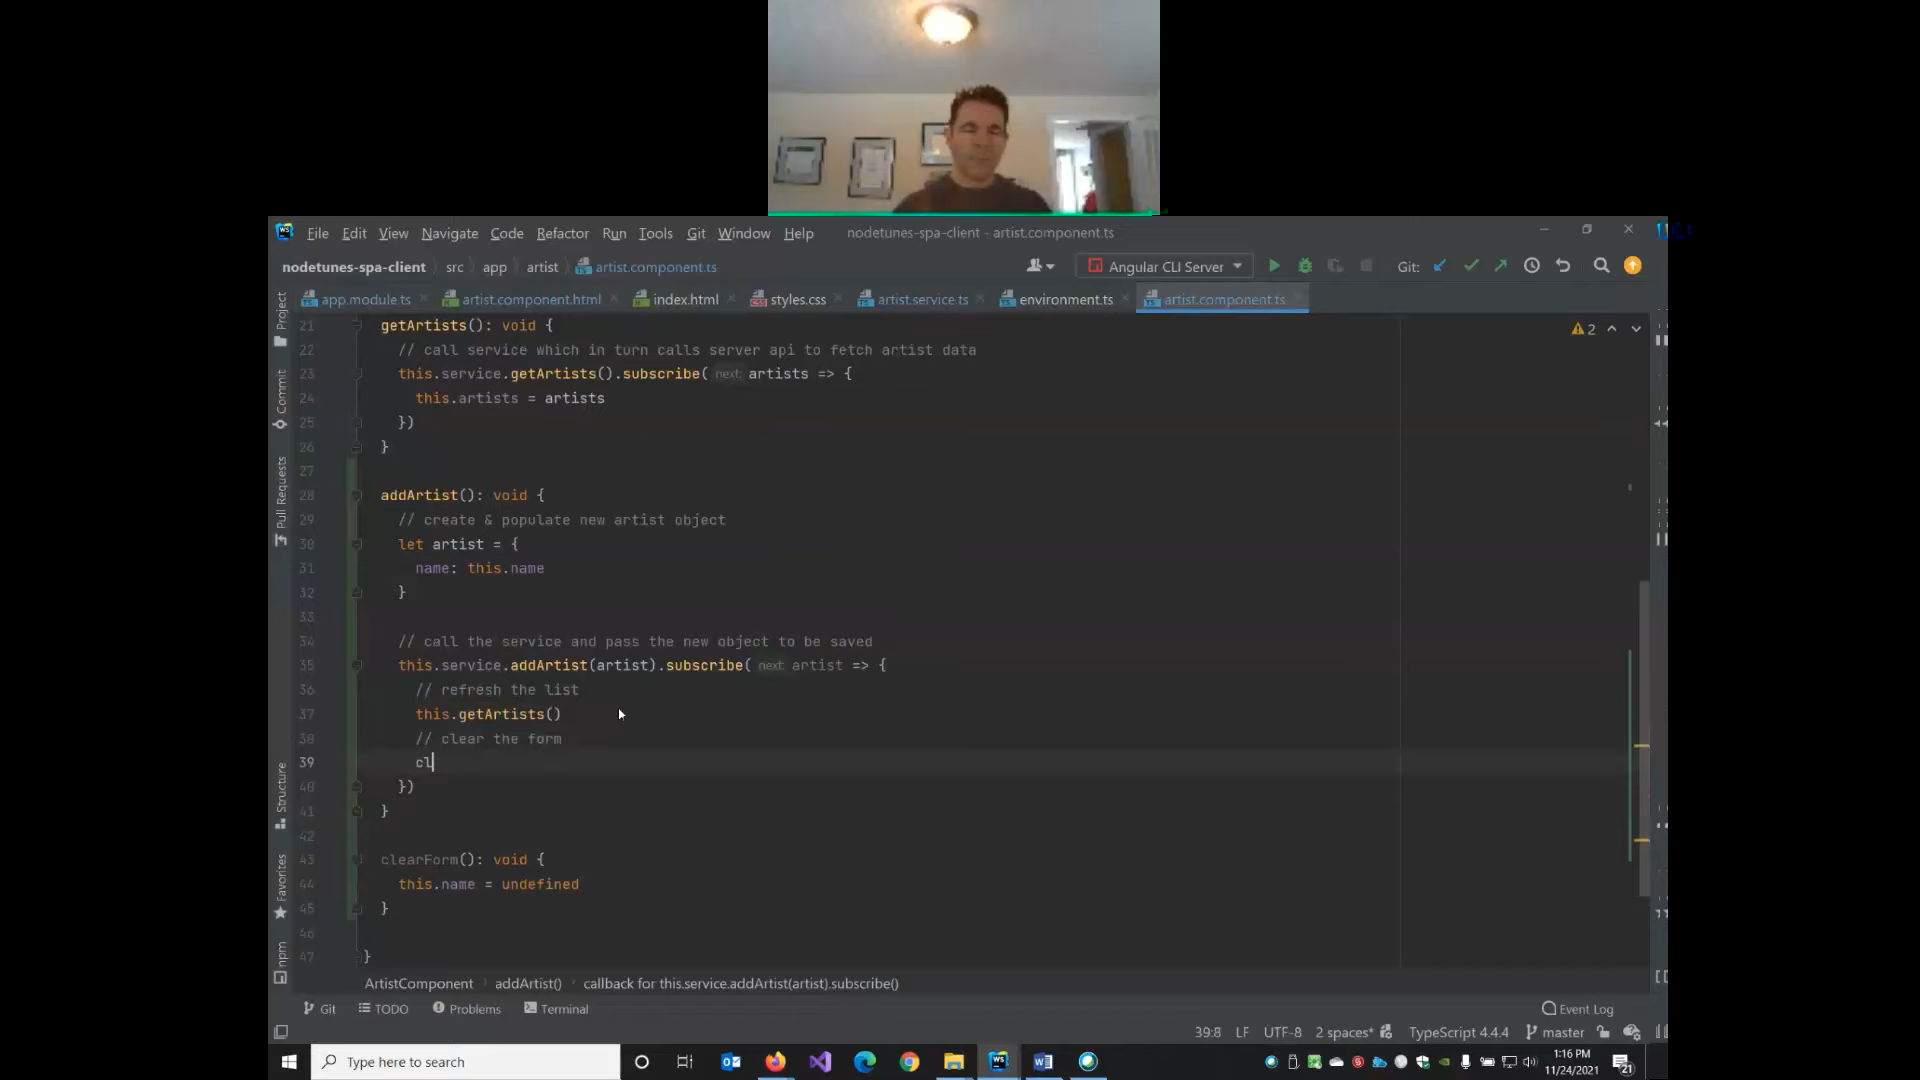 File Edit View Navigate Code Refactor Run Tools Git Window Help nodetunes-spa-client - artist.component.ts
nodetunes-spa-client src app artist artist.component.ts Angular CLI Server Git:
app.module.ts artist.component.html index.html styles.css artist.service.ts environment.ts artist.component.ts
Project
Commit
Pull Requests
Structure
Favorites
npm
2
21 getArtists(): void {
22 // call service which in turn calls server api to fetch artist data
23 this.service.getArtists().subscribe( next: artists => {
24 this.artists = artists
25 })
26 }
27
28 addArtist(): void {
29 // create & populate new artist object
30 let artist = {
31 name: this.name
32 }
33
34 // call the service and pass the new object to be saved
35 this.service.addArtist(artist).subscribe( next: artist => {
36 // refresh the list
37 this.getArtists()
38 // clear the form
39 cl
40 })
41 }
42
43 clearForm(): void {
44 this.name = undefined
45 }
46
47 }
ArtistComponent addArtist() callback for this.service.addArtist(artist).subscribe()
Git TODO Problems Terminal Event Log
39:8 LF UTF-8 2 spaces* TypeScript 4.4.4 master
Type here to search
1:16 PM
11/24/2021
21